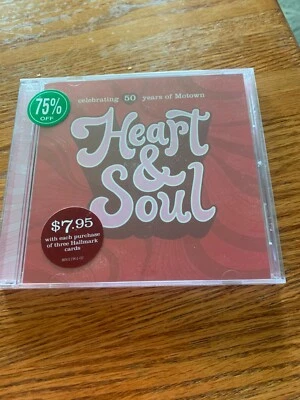 75%
OFF
celebrating 50 years of Motown
Heart
&
Soul
$7.95
with each purchase
of three Hallmark
cards